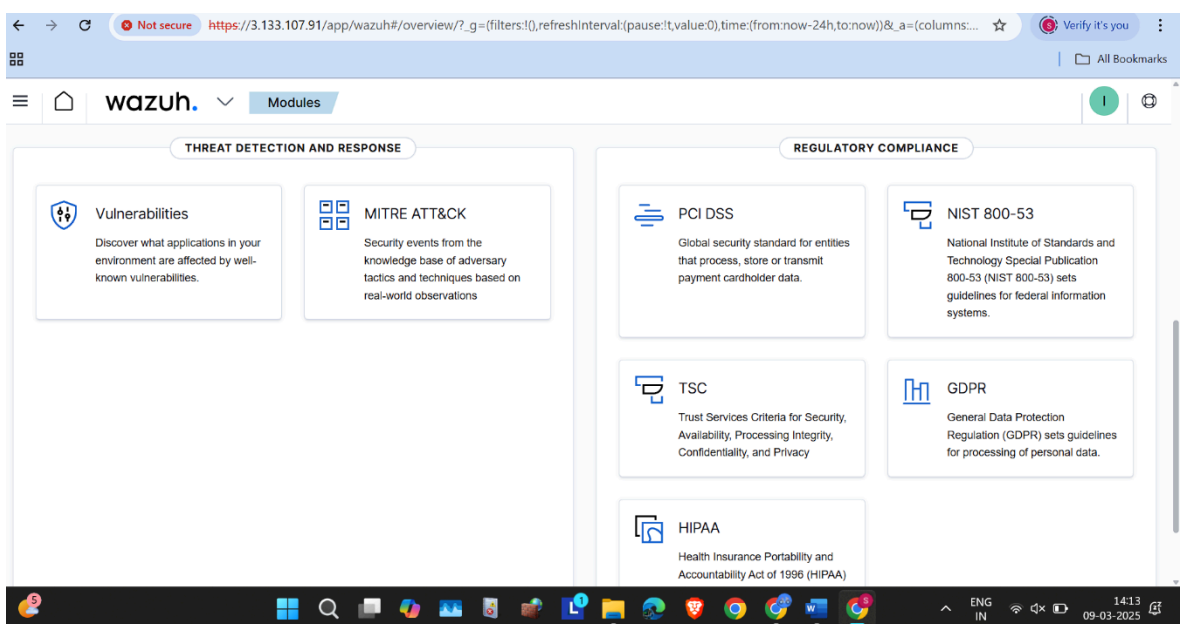 Not secure https://3.133.107.91/app/wazuh#/overview/?_g=(filters:!(),refreshInterval:(pause:!t,value:0),time:(from:now-24h,to:now))&_a=(columns:...
Verify it's you
All Bookmarks
wazuh.
Modules
I
THREAT DETECTION AND RESPONSE
Vulnerabilities
Discover what applications in your
environment are affected by well-
known vulnerabilities.
MITRE ATT&CK
Security events from the
knowledge base of adversary
tactics and techniques based on
real-world observations
REGULATORY COMPLIANCE
PCI DSS
Global security standard for entities
that process, store or transmit
payment cardholder data.
NIST 800-53
National Institute of Standards and
Technology Special Publication
800-53 (NIST 800-53) sets
guidelines for federal information
systems.
TSC
Trust Services Criteria for Security,
Availability, Processing Integrity,
Confidentiality, and Privacy
GDPR
General Data Protection
Regulation (GDPR) sets guidelines
for processing of personal data.
HIPAA
Health Insurance Portability and
Accountability Act of 1996 (HIPAA)
5
ENG
IN
14:13
09-03-2025